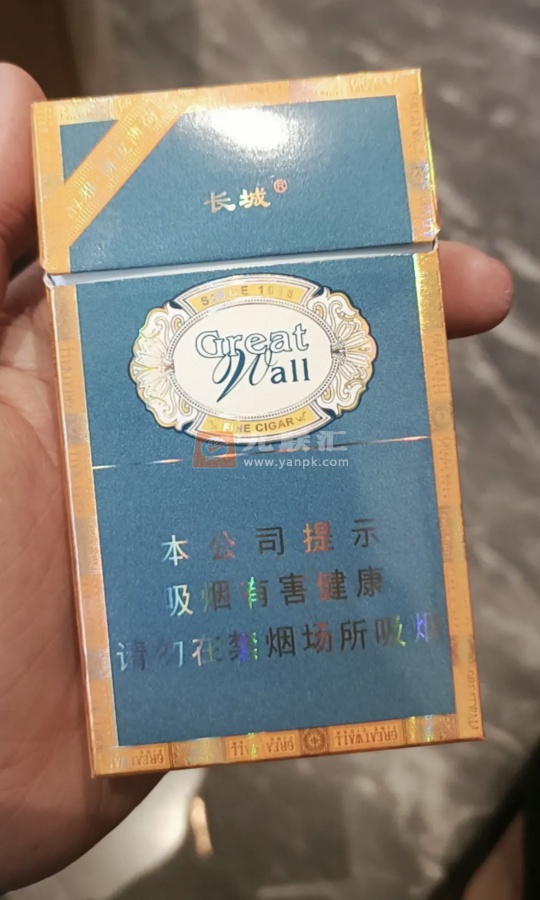 长城®
SINCE 1918
Great
Wall
FINE CIGAR
www.yanpk.com
本公司提示
吸烟有害健康
请勿在禁烟场所吸烟
GREATWALL